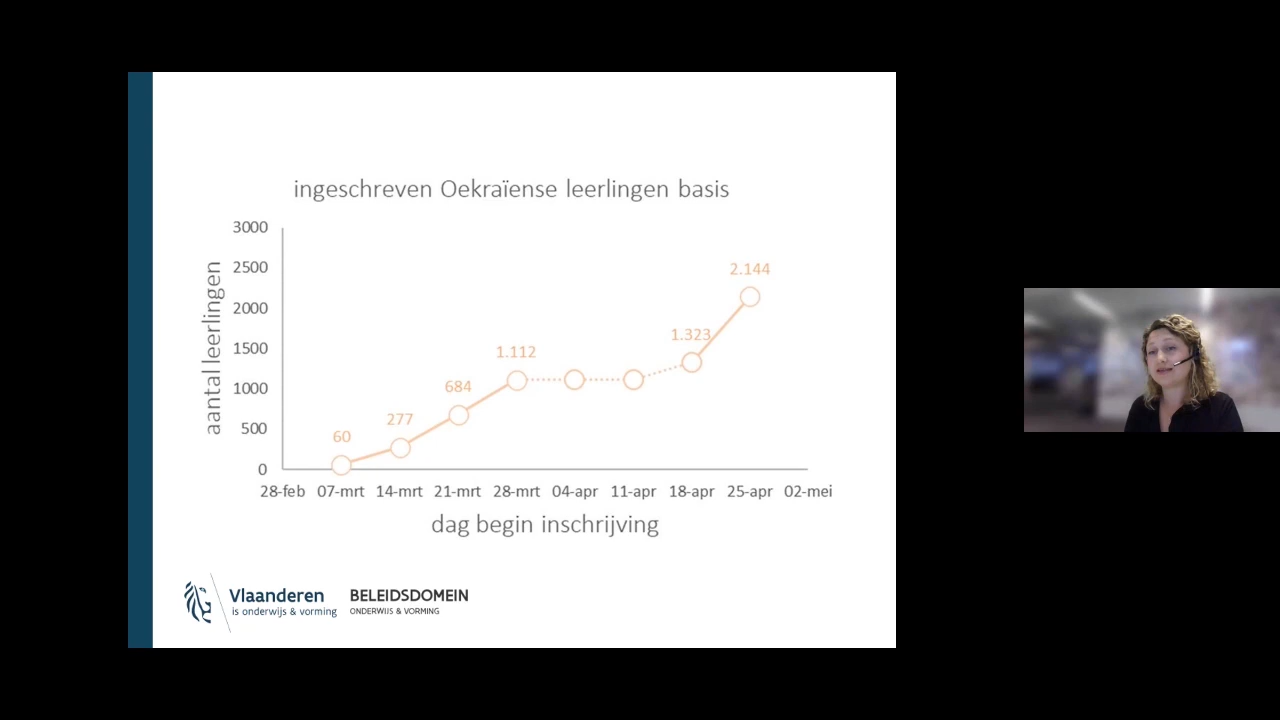 ingeschreven Oekraïense leerlingen basis
3000
2500
2000
1500
1000
500
0
aantal leerlingen
60
277
684
1.112
1.323
2.144
28-feb 07-mrt 14-mrt 21-mrt 28-mrt 04-apr 11-apr 18-apr 25-apr 02-mei
dag begin inschrijving
Vlaanderen
is onderwijs & vorming
BELEIDSDOMEIN
ONDERWIJS & VORMING